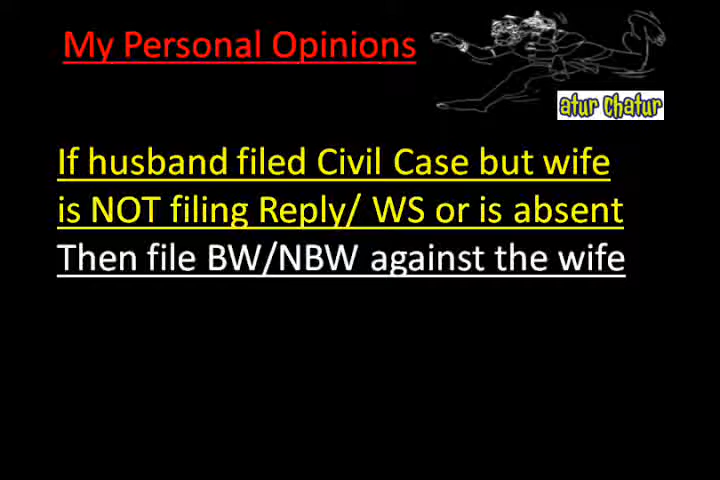 My Personal Opinions
atur chatur
If husband filed Civil Case but wife
is NOT filing Reply/ WS or is absent
Then file BW/NBW against the wife